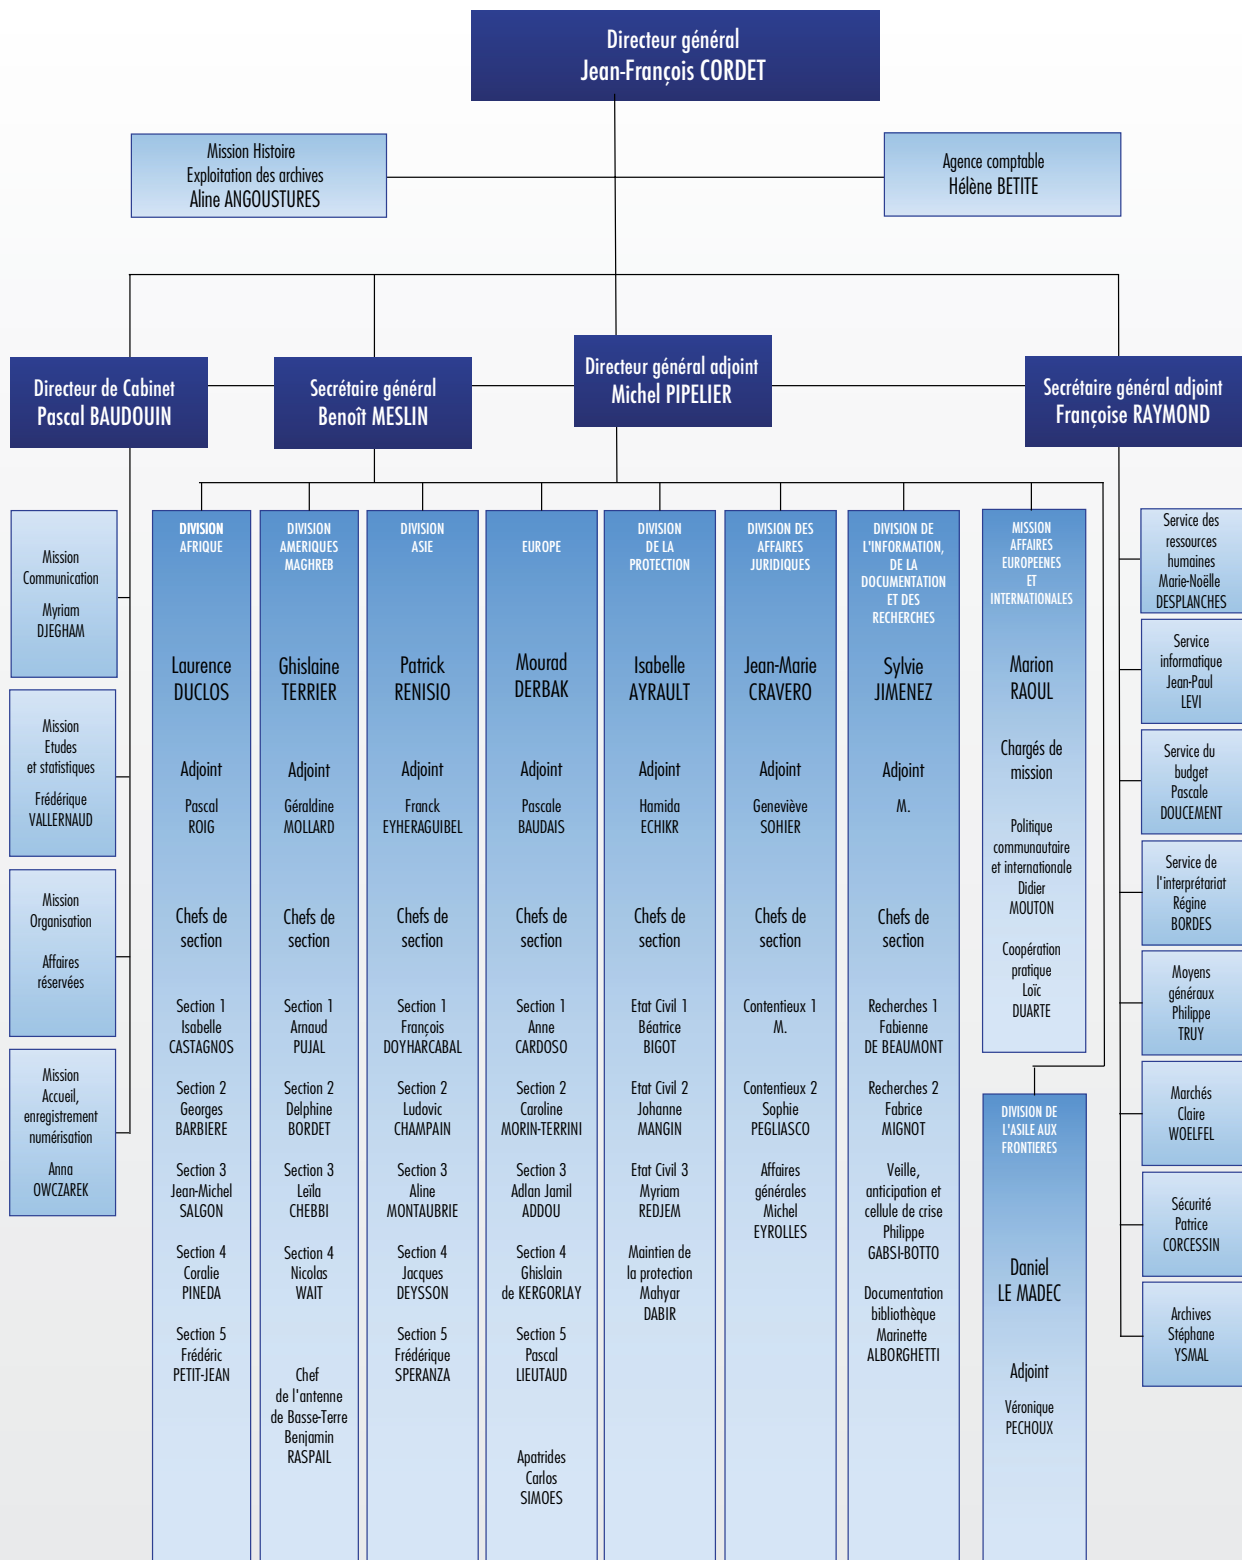 Directeur général
Jean-François CORDET
Mission Histoire
Exploitation des archives
Aline ANGOUSTURES
Agence comptable
Hélène BETITE
Directeur de Cabinet
Pascal BAUDOUIN
Secrétaire général
Benoît MESLIN
Directeur général adjoint
Michel PIPELIER
Secrétaire général adjoint
Françoise RAYMOND
Mission
Communication
Myriam
DJEGHAM
Mission
Etudes
et statistiques
Frédérique
VALLERNAUD
Mission
Organisation
Affaires
réservées
Mission
Accueil,
enregistrement
numérisation
Anna
OWCZAREK
DIVISION
AFRIQUE
Laurence
DUCLOS
Adjoint
Pascal
ROIG
Chefs de
section
Section 1
Isabelle
CASTAGNOS
Section 2
Georges
BARBIERE
Section 3
Jean-Michel
SALGON
Section 4
Coralie
PINEDA
Section 5
Frédéric
PETIT-JEAN
DIVISION
AMERIQUES
MAGHREB
Ghislaine
TERRIER
Adjoint
Géraldine
MOLLARD
Chefs de
section
Section 1
Arnaud
PUJAL
Section 2
Delphine
BORDET
Section 3
Leïla
CHEBBI
Section 4
Nicolas
WAIT
Chef
de l'antenne
de Basse-Terre
Benjamin
RASPAIL
DIVISION
ASIE
Patrick
RENISIO
Adjoint
Franck
EYHERAGUIBEL
Chefs de
section
Section 1
François
DOYHARCABAL
Section 2
Ludovic
CHAMPAIN
Section 3
Aline
MONTAUBRIE
Section 4
Jacques
DEYSSON
Section 5
Frédérique
SPERANZA
EUROPE
Mourad
DERBAK
Adjoint
Pascale
BAUDAIS
Chefs de
section
Section 1
Anne
CARDOSO
Section 2
Caroline
MORIN-TERRINI
Section 3
Adlan Jamil
ADDOU
Section 4
Ghislain
de KERGORLAY
Section 5
Pascal
LIEUTAUD
Apatrides
Carlos
SIMOES
DIVISION
DE LA
PROTECTION
Isabelle
AYRAULT
Adjoint
Hamida
ECHIKR
Chefs de
section
Etat Civil 1
Béatrice
BIGOT
Etat Civil 2
Johanne
MANGIN
Etat Civil 3
Myriam
REDJEM
Maintien de
la protection
Mahyar
DABIR
DIVISION DES
AFFAIRES
JURIDIQUES
Jean-Marie
CRAVERO
Adjoint
Geneviève
SOHIER
Chefs de
section
Contentieux 1
M.
Contentieux 2
Sophie
PEGLIASCO
Affaires
générales
Michel
EYROLLES
DIVISION DE
L'INFORMATION,
DE LA
DOCUMENTATION
ET DES
RECHERCHES
Sylvie
JIMENEZ
Adjoint
M.
Chefs de
section
Recherches 1
Fabienne
DE BEAUMONT
Recherches 2
Fabrice
MIGNOT
Veille,
anticipation et
cellule de crise
Philippe
GABSI-BOTTO
Documentation
bibliothèque
Marinette
ALBORGHETTI
MISSION
AFFAIRES
EUROPEENES
ET
INTERNATIONALES
Marion
RAOUL
Chargés de
mission
Politique
communautaire
et internationale
Didier
MOUTON
Coopération
pratique
Loïc
DUARTE
DIVISION DE
L'ASILE AUX
FRONTIERES
Daniel
LE MADEC
Adjoint
Véronique
PECHOUX
Service des
ressources
humaines
Marie-Noëlle
DESPLANCHES
Service
informatique
Jean-Paul
LEVI
Service du
budget
Pascale
DOUCEMENT
Service de
l'interprétariat
Régine
BORDES
Moyens
généraux
Philippe
TRUY
Marchés
Claire
WOELFEL
Sécurité
Patrice
CORCESSIN
Archives
Stéphane
YSMAL